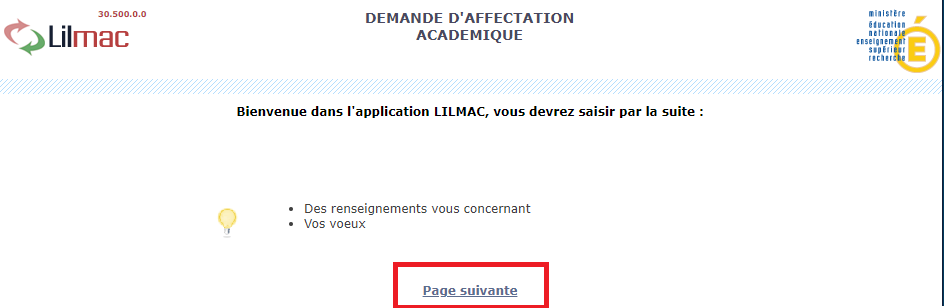 30.500.0.0
Lilmac
DEMANDE D'AFFECTATION
ACADEMIQUE
ministère
éducation
nationale
enseignement
supérieur
recherche
É
Bienvenue dans l'application LILMAC, vous devrez saisir par la suite :
• Des renseignements vous concernant
• Vos voeux
Page suivante